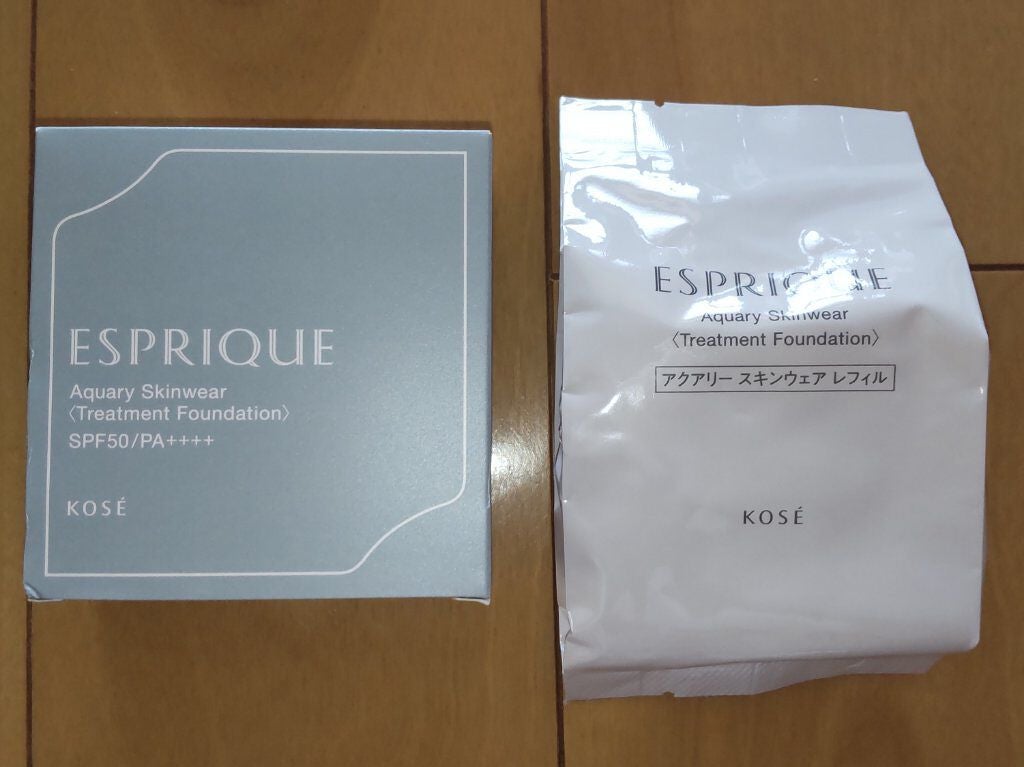 ESPRIQUE
Aquary Skinwear
〈Treatment Foundation〉
SPF50/PA++++
KOSÉ
ESPRIQUE
Aquary Skinwear
〈Treatment Foundation〉
アクアリー スキンウェア レフィル
KOSÉ